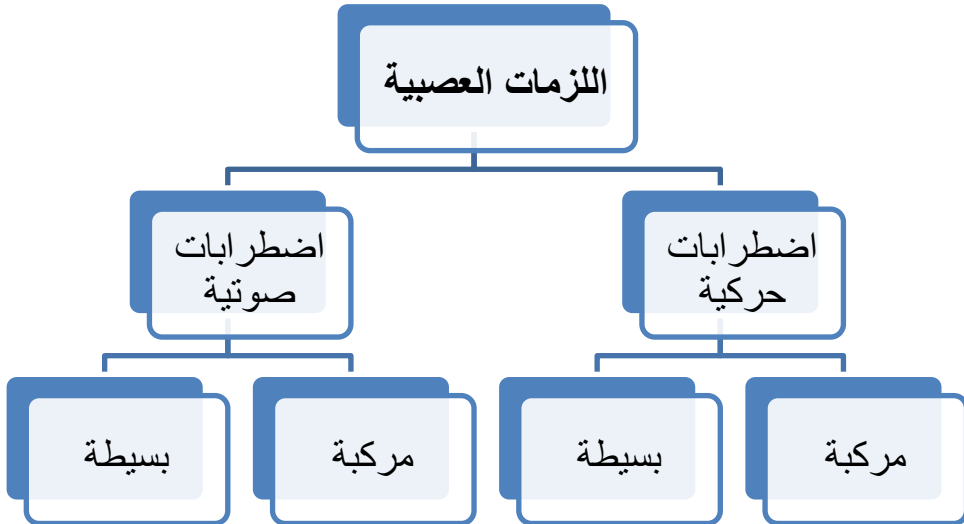 اللزمات العصبية
اضطرابات
حركية
اضطرابات
صوتية
مركبة
بسيطة
مركبة
بسيطة